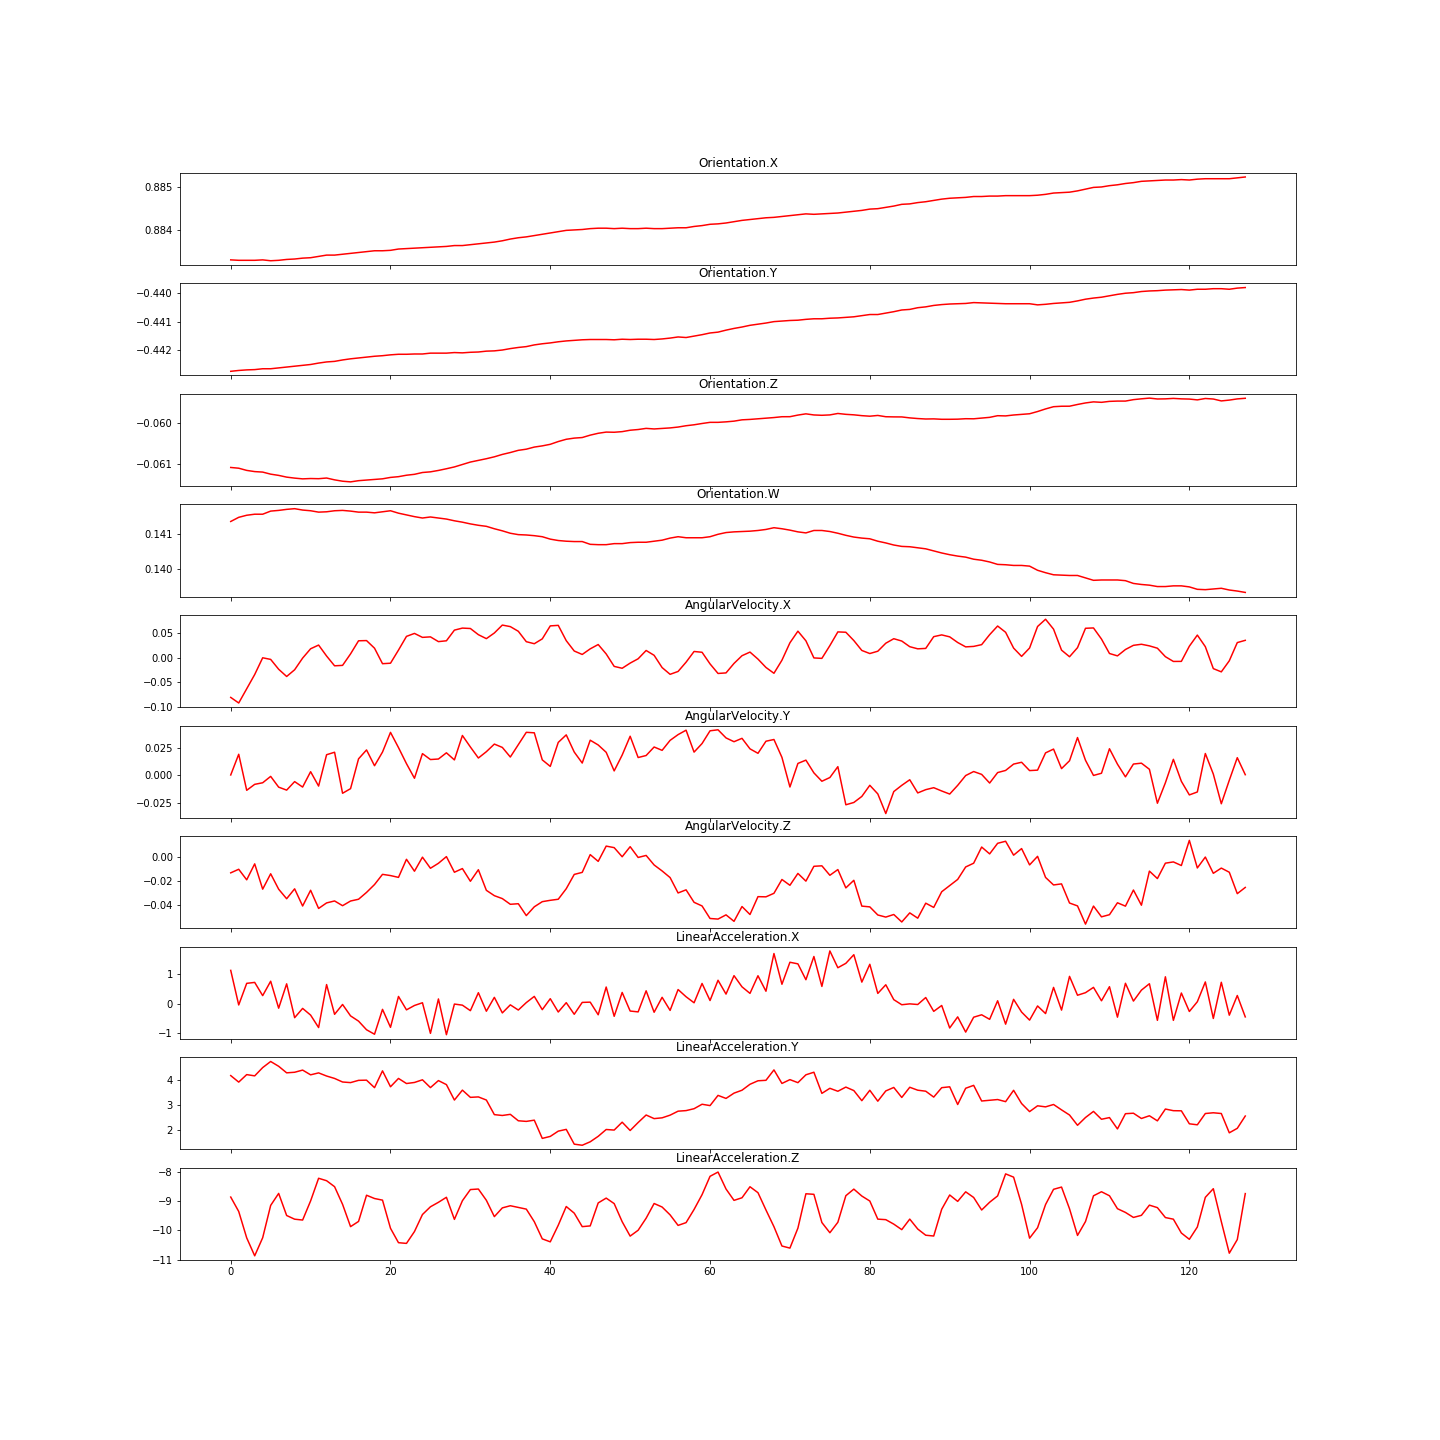 Orientation.X
0.885
0.884
Orientation.Y
−0.440
−0.441
−0.442
Orientation.Z
−0.060
−0.061
Orientation.W
0.141
0.140
AngularVelocity.X
0.05
0.00
−0.05
−0.10
AngularVelocity.Y
0.025
0.000
−0.025
AngularVelocity.Z
0.00
−0.02
−0.04
LinearAcceleration.X
1
0
−1
LinearAcceleration.Y
4
3
2
LinearAcceleration.Z
−8
−9
−10
−11
0 20 40 60 80 100 120